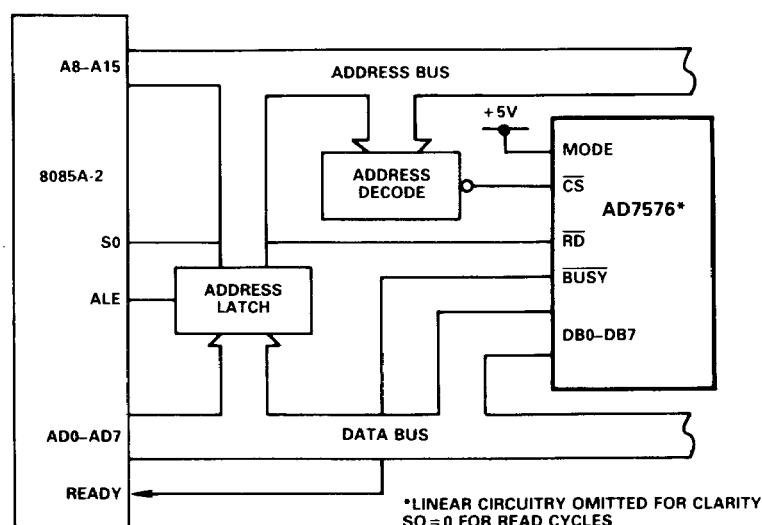 A8–A15
ADDRESS BUS
+5V
MODE
8085A-2
ADDRESS
DECODE
CS
AD7576*
S0
RD
ALE
ADDRESS
LATCH
BUSY
DB0–DB7
AD0–AD7
DATA BUS
READY
*LINEAR CIRCUITRY OMITTED FOR CLARITY
SO = 0 FOR READ CYCLES